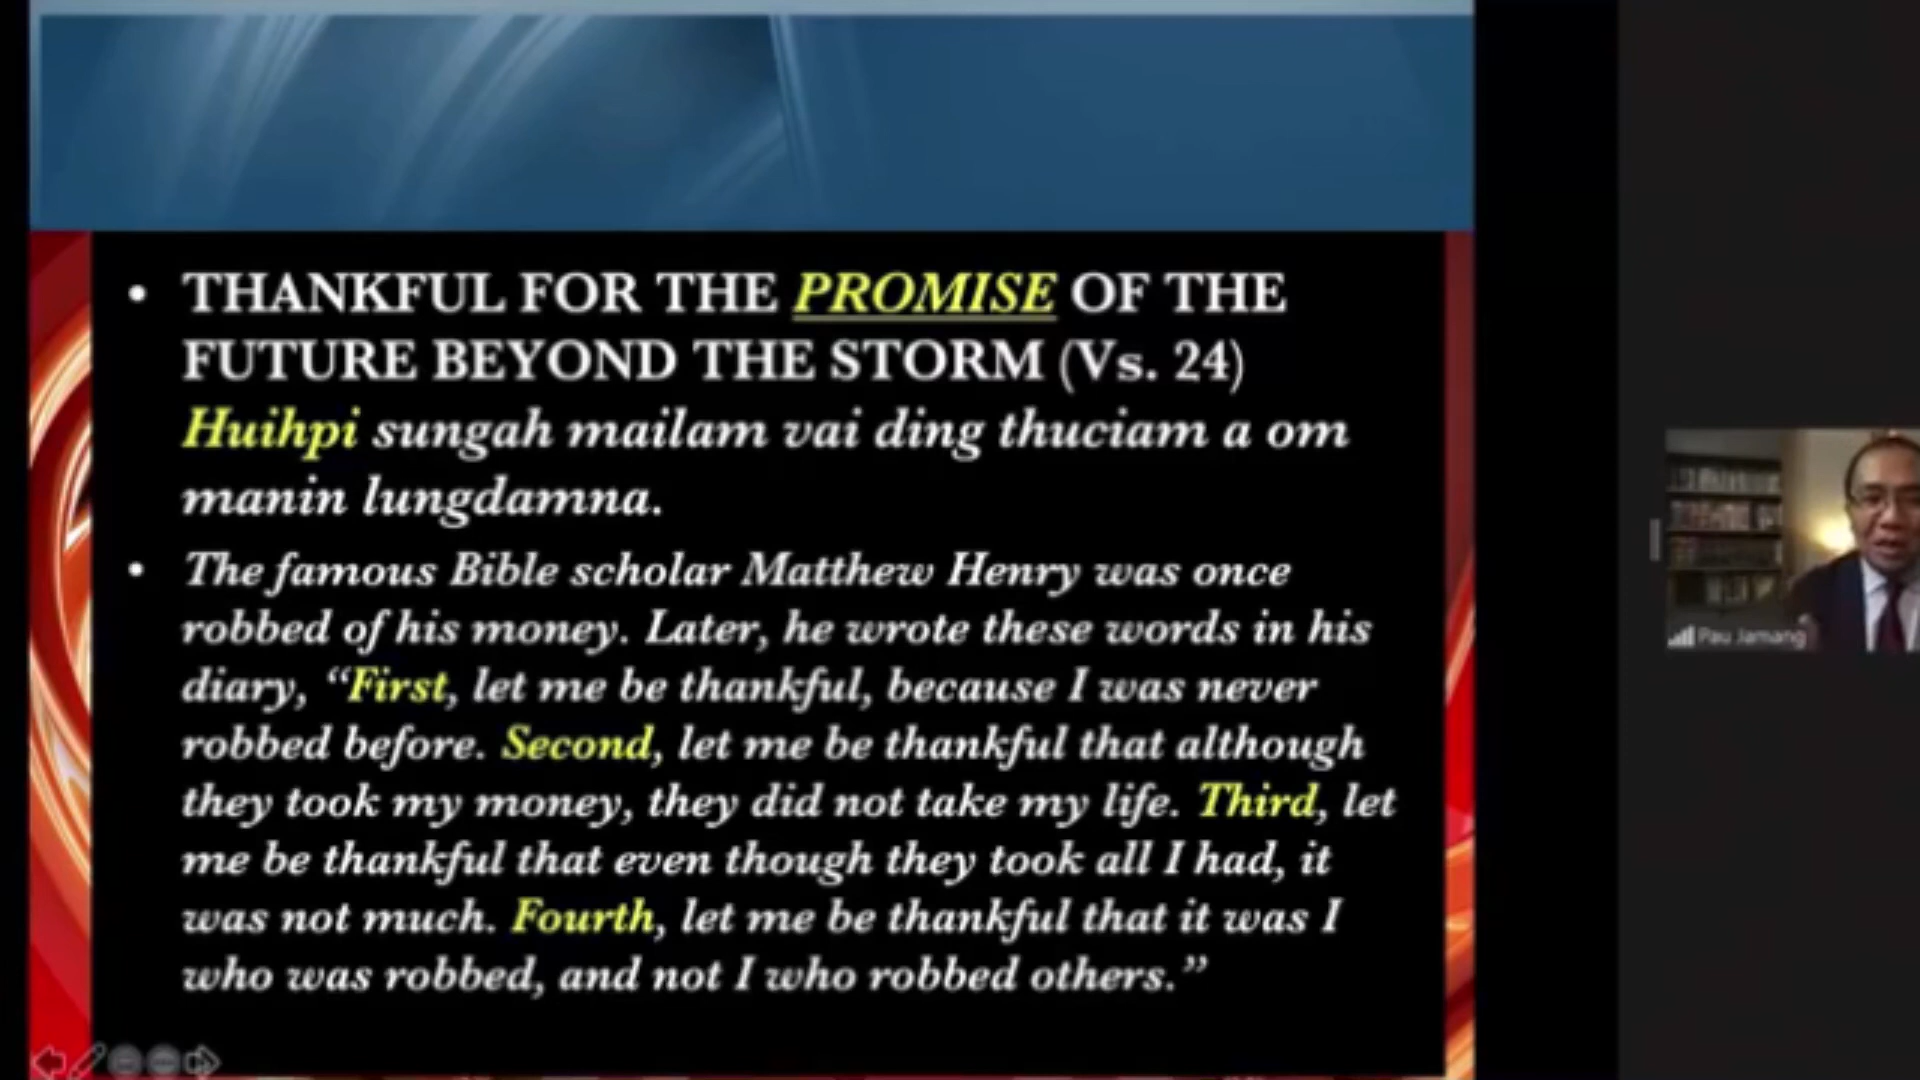 • THANKFUL FOR THE PROMISE OF THE
FUTURE BEYOND THE STORM (Vs. 24)
Huihpi sungah mailam vai ding thuciam a om
manin lungdamna.
• The famous Bible scholar Matthew Henry was once
robbed of his money. Later, he wrote these words in his
diary, “First, let me be thankful, because I was never
robbed before. Second, let me be thankful that although
they took my money, they did not take my life. Third, let
me be thankful that even though they took all I had, it
was not much. Fourth, let me be thankful that it was I
who was robbed, and not I who robbed others.”
Pau Jamang